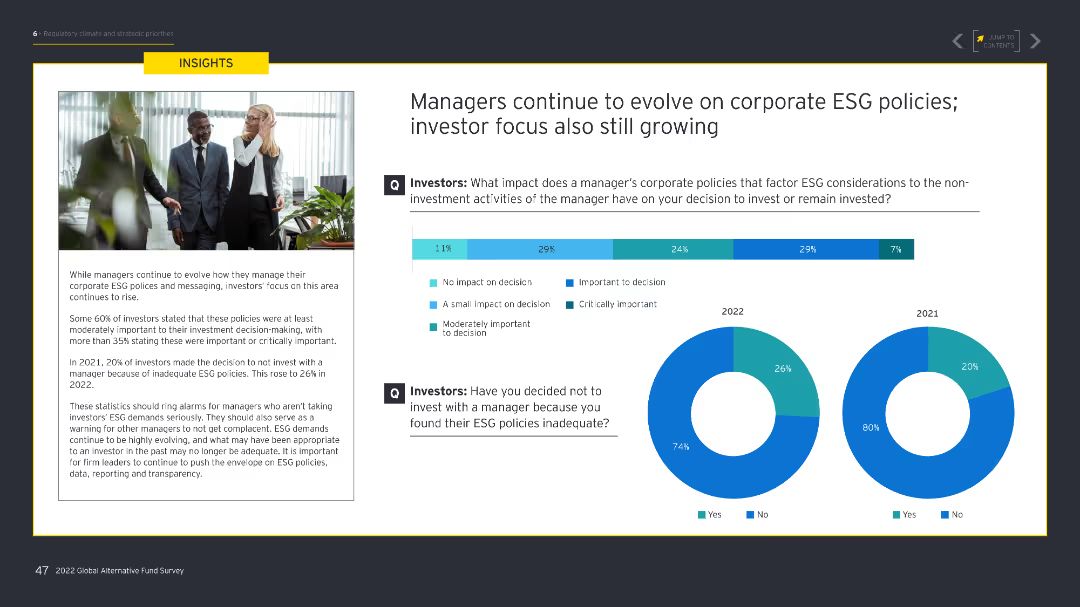 6 - Regulatory climate and strategic priorities
JUMP TO
CONTENTS
INSIGHTS
Managers continue to evolve on corporate ESG policies;
investor focus also still growing
Q Investors: What impact does a manager's corporate policies that factor ESG considerations to the non-
investment activities of the manager have on your decision to invest or remain invested?
11% 29% 24% 29% 7%
No impact on decision
Important to decision
A small impact on decision
Critically important
Moderately important
to decision
While managers continue to evolve how they manage their
corporate ESG polices and messaging, investors' focus on this area
continues to rise.
Some 60% of investors stated that these policies were at least
moderately important to their investment decision-making, with
more than 35% stating these were important or critically important.
In 2021, 20% of investors made the decision to not invest with a
manager because of inadequate ESG policies. This rose to 26% in
2022.
These statistics should ring alarms for managers who aren't taking
investors' ESG demands seriously. They should also serve as a
warning for other managers to not get complacent. ESG demands
continue to be highly evolving, and what may have been appropriate
to an investor in the past may no longer be adequate. It is important
for firm leaders to continue to push the envelope on ESG policies,
data, reporting and transparency.
Q Investors: Have you decided not to
invest with a manager because you
found their ESG policies inadequate?
2022
26%
74%
Yes No
2021
20%
80%
Yes No
47 2022 Global Alternative Fund Survey